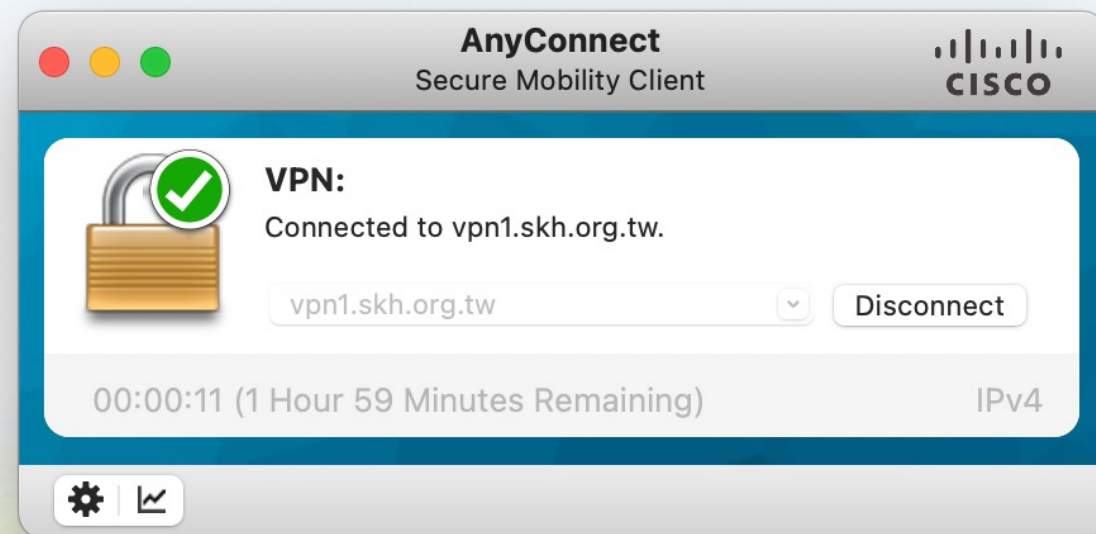 AnyConnect
Secure Mobility Client
CISCO
VPN:
Connected to vpn1.skh.org.tw.
vpn1.skh.org.tw
Disconnect
00:00:11 (1 Hour 59 Minutes Remaining)
IPv4